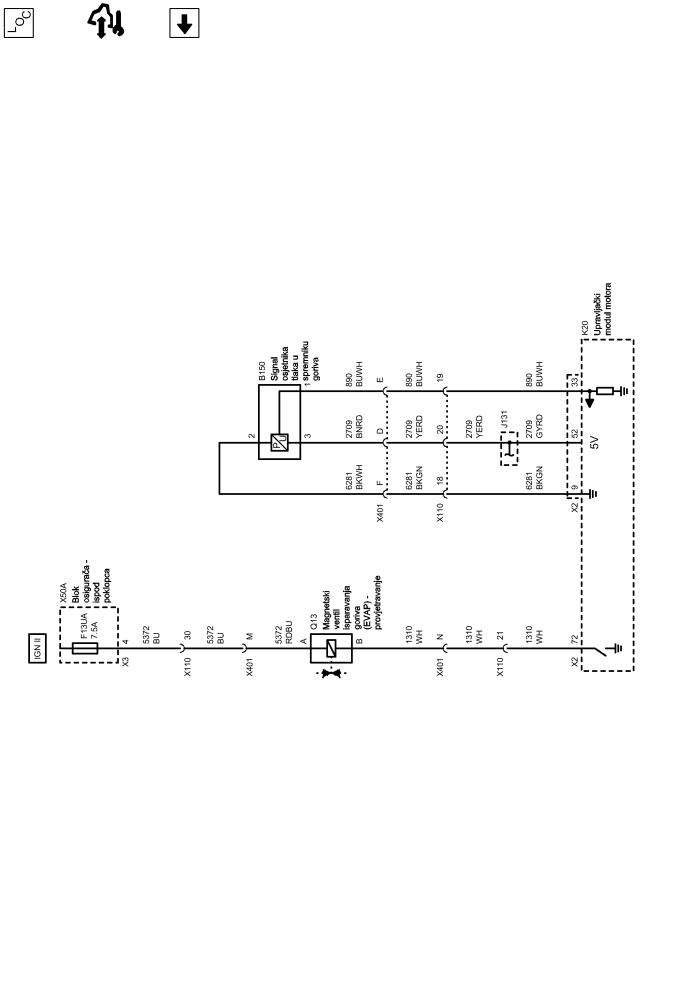 LOC
IGN II
X50A
Blok
osigurača -
ispod
poklopca
F13UA
7.5A
4
X3
5372
BU
30
X110
5372
BU
M
X401
5372
RDBU
A
Q13
Magnetski
ventil
isparavanja
goriva
(EVAP) -
provjetravanje
B
1310
WH
N
X401
1310
WH
21
X110
1310
WH
72
X2
B150
Signal
osjetnika
tlaka u
spremniku
goriva
2
P
U
1
3
6281
BKWH
2709
BNRD
890
BUWH
X401
F
D
E
6281
BKGN
2709
YERD
890
BUWH
X110
18
20
19
2709
YERD
J131
6281
BKGN
2709
GYRD
890
BUWH
X2
9
52
33
5V
K20
Upravljački
modul motora